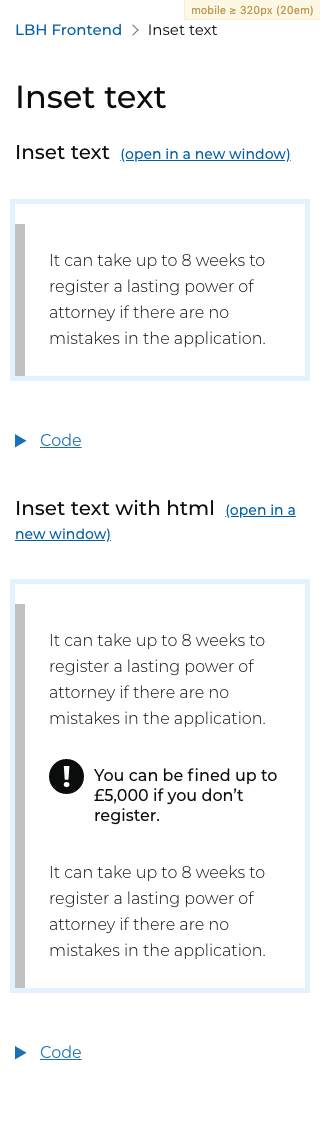 mobile ≥ 320px (20em)
LBH Frontend > Inset text
Inset text
Inset text (open in a new window)
It can take up to 8 weeks to
register a lasting power of
attorney if there are no
mistakes in the application.
Code
Inset text with html (open in a
new window)
It can take up to 8 weeks to
register a lasting power of
attorney if there are no
mistakes in the application.
You can be fined up to
£5,000 if you don’t
register.
It can take up to 8 weeks to
register a lasting power of
attorney if there are no
mistakes in the application.
Code